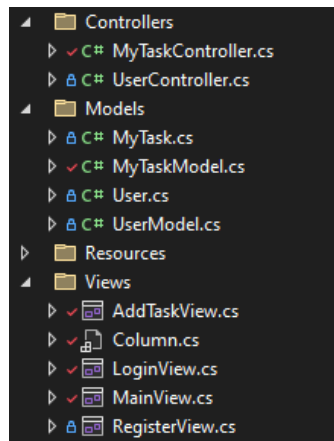 Controllers
C# MyTaskController.cs
C# UserController.cs
Models
C# MyTask.cs
C# MyTaskModel.cs
C# User.cs
C# UserModel.cs
Resources
Views
AddTaskView.cs
Column.cs
LoginView.cs
MainView.cs
RegisterView.cs